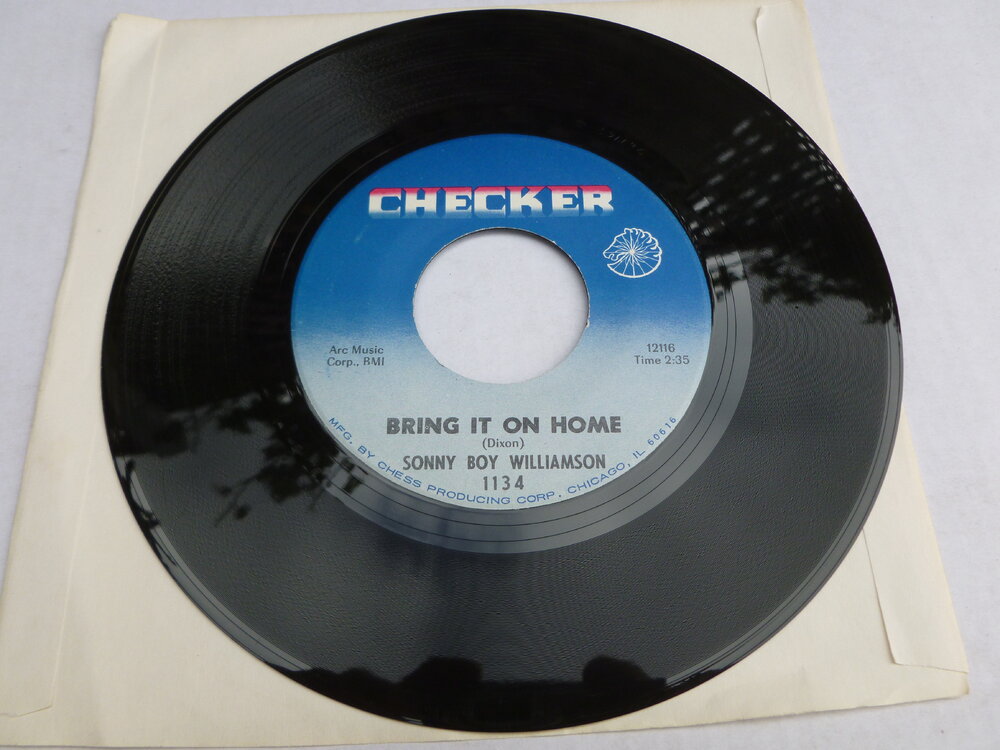 CHECKER
Arc Music
Corp., BMI
12116
Time 2:35
BRING IT ON HOME
(Dixon)
SONNY BOY WILLIAMSON
1134
MFG. BY CHESS PRODUCING CORP., CHICAGO, IL 60616